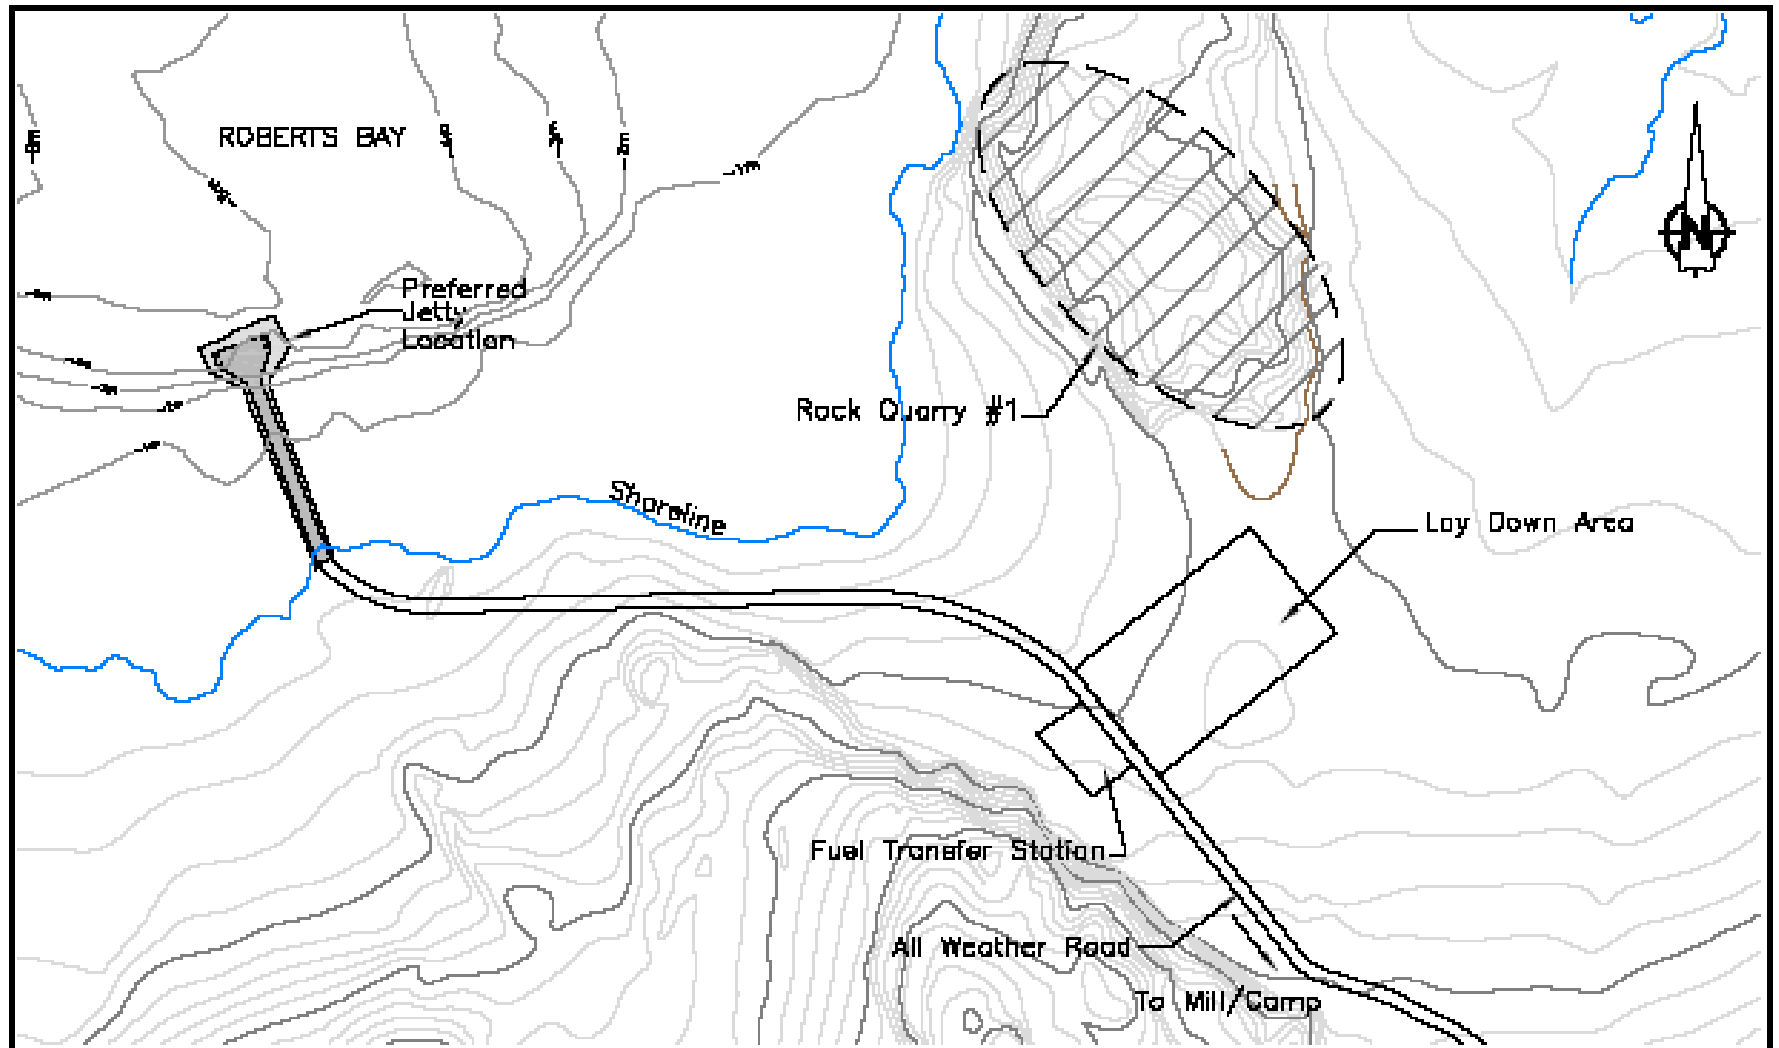 ROBERTS BAY
Preferred
Jetty
Location
N
Rock Quarry #1
Shoreline
Lay Down Area
Fuel Transfer Station
All Weather Road
To Mill/Camp